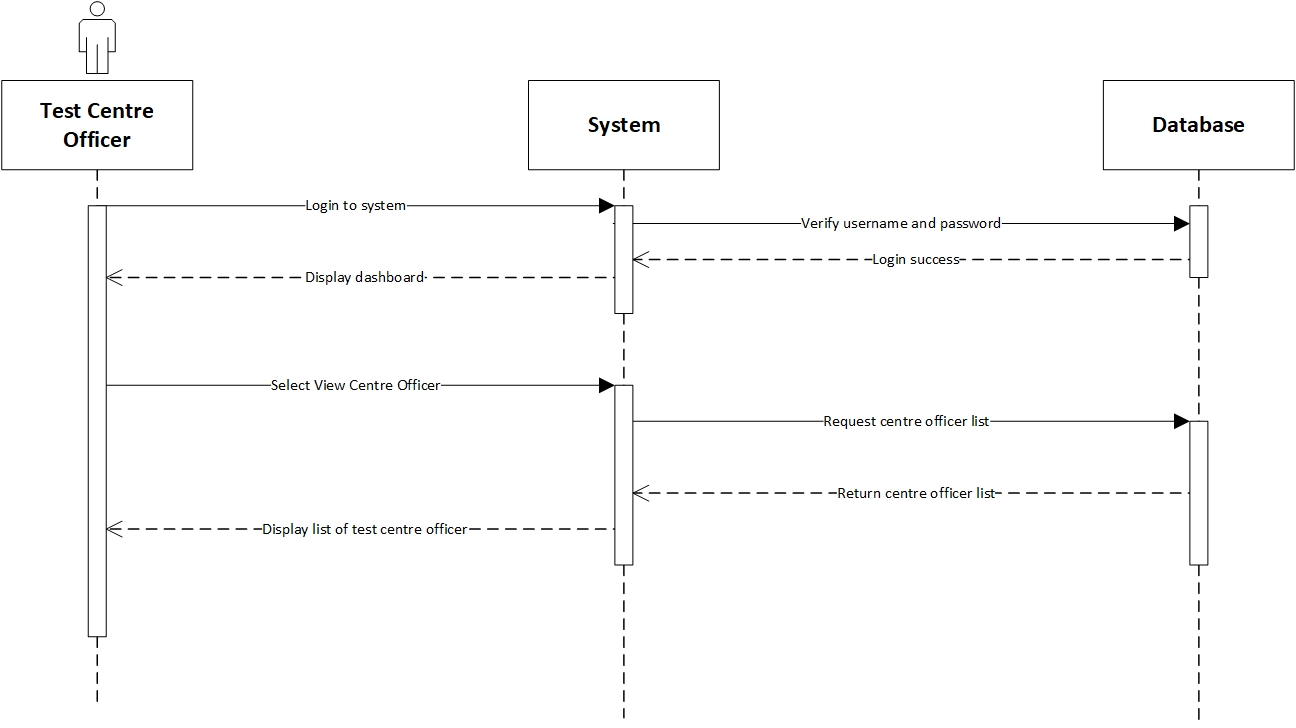 Test Centre
Officer
System
Database
Login to system
Verify username and password
Login success
Display dashboard
Select View Centre Officer
Request centre officer list
Return centre officer list
Display list of test centre officer